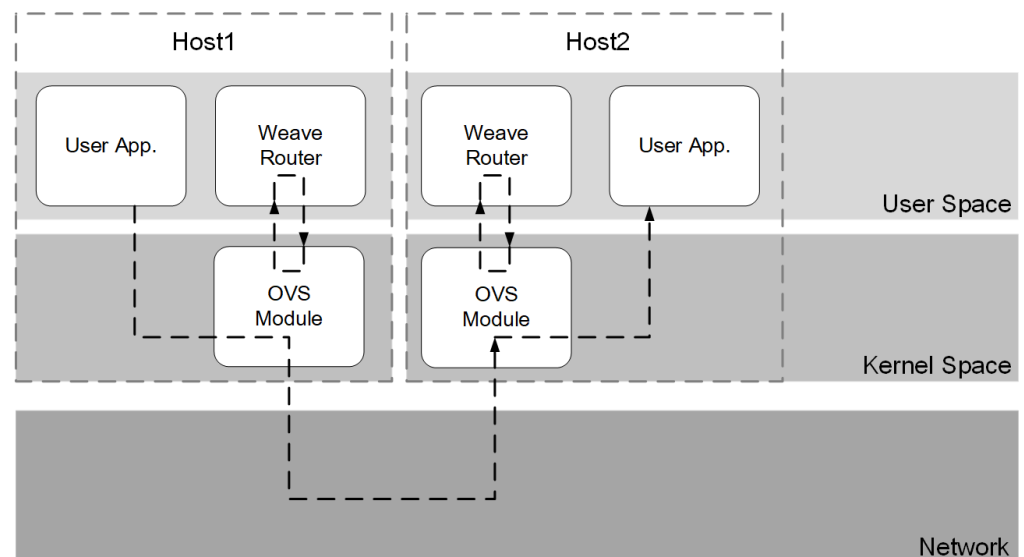 Host1
Host2
User App.
Weave
Router
Weave
Router
User App.
User Space
OVS
Module
OVS
Module
Kernel Space
Network